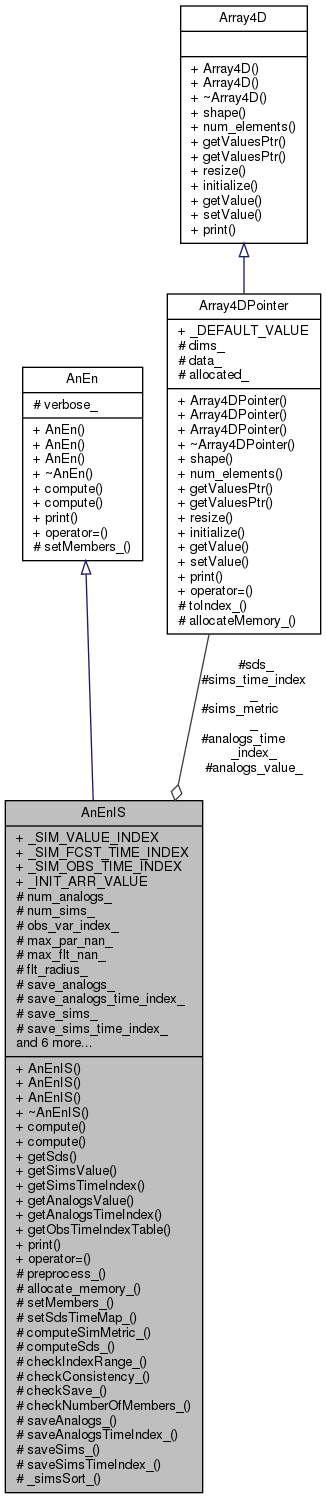 Array4D
+ Array4D()
+ Array4D()
+ ~Array4D()
+ shape()
+ num_elements()
+ getValuesPtr()
+ getValuesPtr()
+ resize()
+ initialize()
+ getValue()
+ setValue()
+ print()
Array4DPointer
+ _DEFAULT_VALUE
# dims_
# data_
# allocated_
+ Array4DPointer()
+ Array4DPointer()
+ Array4DPointer()
+ ~Array4DPointer()
+ shape()
+ num_elements()
+ getValuesPtr()
+ getValuesPtr()
+ resize()
+ initialize()
+ getValue()
+ setValue()
+ print()
+ operator=()
# toIndex_()
# allocateMemory_()
AnEn
# verbose_
+ AnEn()
+ AnEn()
+ AnEn()
+ ~AnEn()
+ compute()
+ compute()
+ print()
+ operator=()
# setMembers_()
#sds_
#sims_time_index
_
#sims_metric
_
#analogs_time
_index_
#analogs_value_
AnEnIS
+ _SIM_VALUE_INDEX
+ _SIM_FCST_TIME_INDEX
+ _SIM_OBS_TIME_INDEX
+ _INIT_ARR_VALUE
# num_analogs_
# num_sims_
# obs_var_index_
# max_par_nan_
# max_flt_nan_
# flt_radius_
# save_analogs_
# save_analogs_time_index_
# save_sims_
# save_sims_time_index_
and 6 more...
+ AnEnIS()
+ AnEnIS()
+ AnEnIS()
+ ~AnEnIS()
+ compute()
+ compute()
+ getSds()
+ getSimsValue()
+ getSimsTimeIndex()
+ getAnalogsValue()
+ getAnalogsTimeIndex()
+ getObsTimeIndexTable()
+ print()
+ operator=()
# preprocess_()
# allocate_memory_()
# setMembers_()
# setSdsTimeMap_()
# computeSimMetric_()
# computeSds_()
# checkIndexRange_()
# checkConsistency_()
# checkSave_()
# checkNumberOfMembers_()
# saveAnalogs_()
# saveAnalogsTimeIndex_()
# saveSims_()
# saveSimsTimeIndex_()
# _simsSort_()